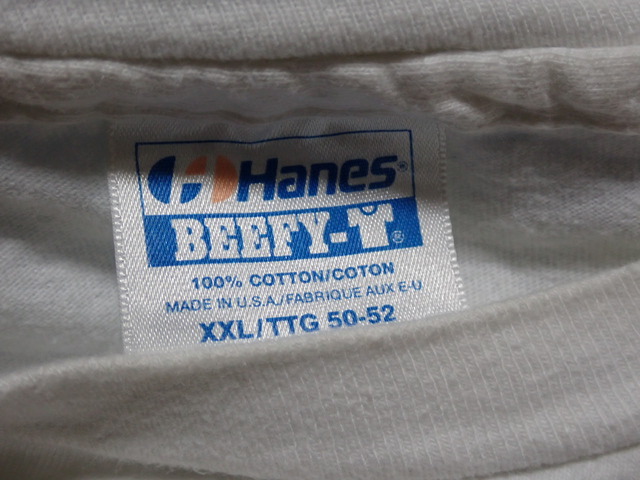 Hanes®
BEEFY-T®
100% COTTON/COTON
MADE IN U.S.A./FABRIQUE AUX E-U
XXL/TTG 50-52